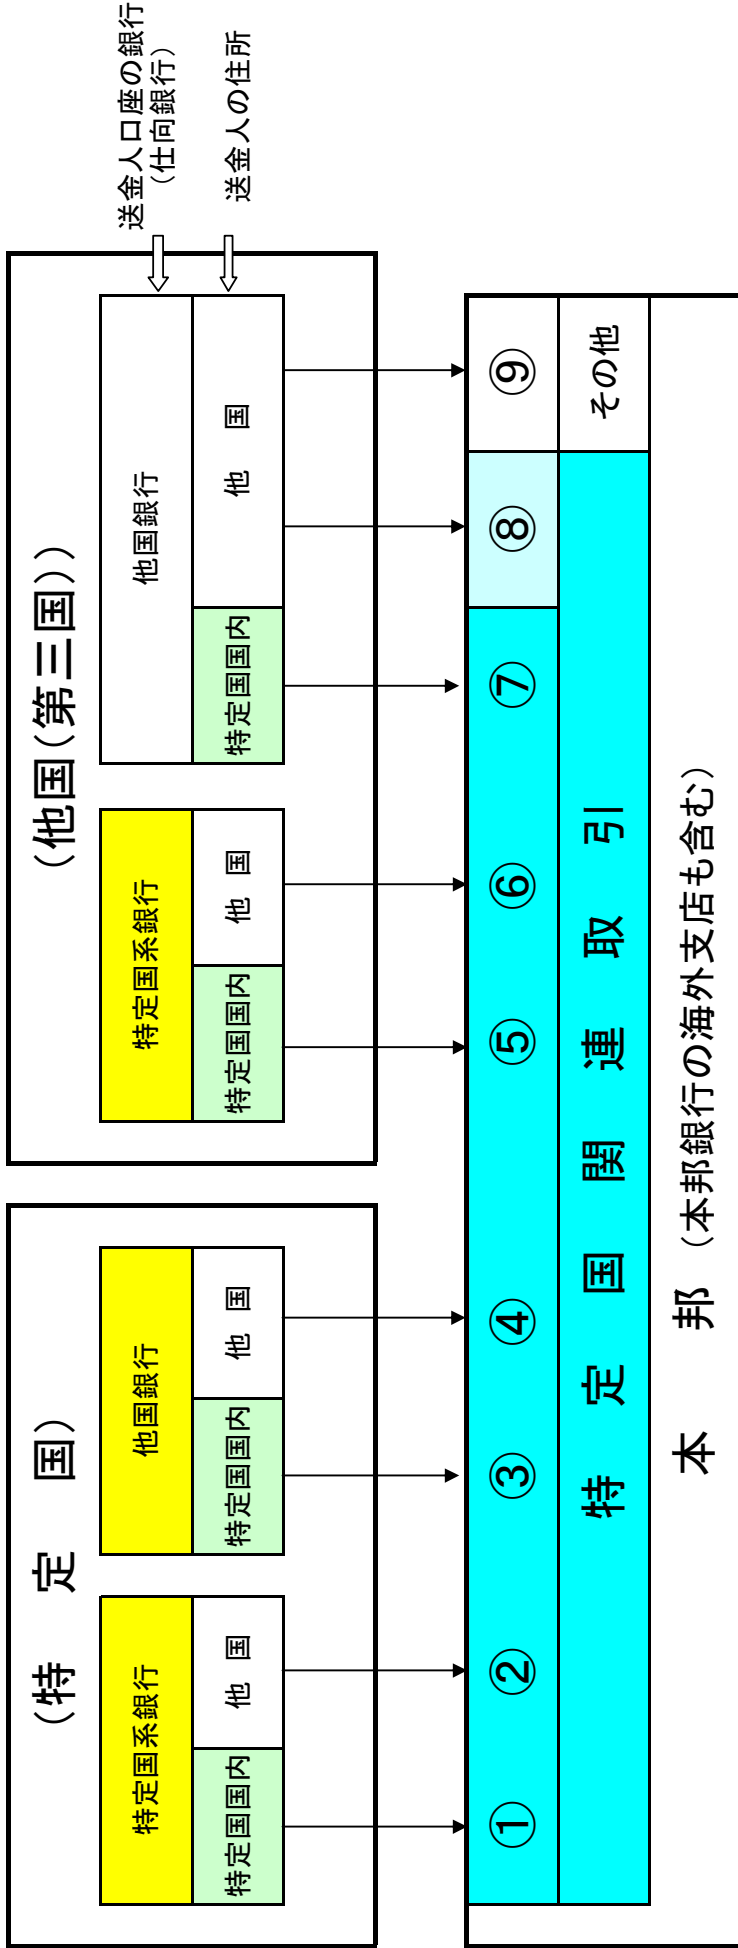 (特 定 国)
(他国(第三国))
特定国系銀行
他国銀行
特定国系銀行
他国銀行
送金人口座の銀行
(仕向銀行)
特定国国内
他 国
特定国国内
他 国
特定国国内
他 国
特定国国内
他 国
送金人の住所
① ② ③ ④ ⑤ ⑥ ⑦ ⑧ ⑨
特 定 国 関 連 取 引
その他
本 邦 (本邦銀行の海外支店も含む)